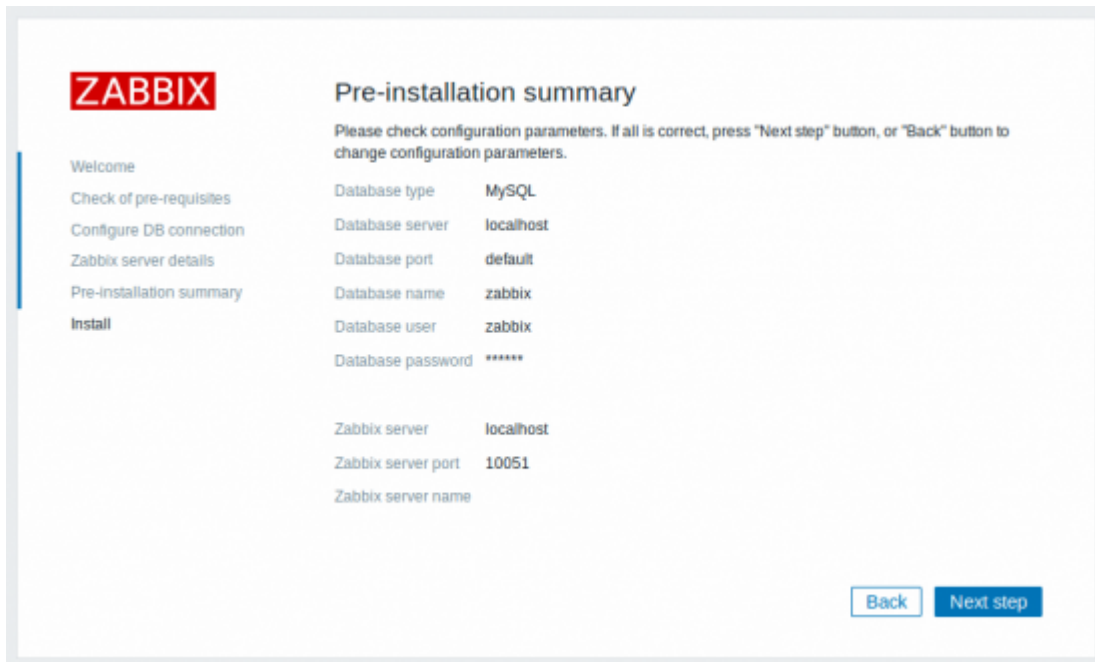 ZABBIX
Welcome
Check of pre-requisites
Configure DB connection
Zabbix server details
Pre-installation summary
Install
Pre-installation summary
Please check configuration parameters. If all is correct, press "Next step" button, or "Back" button to
change configuration parameters.
Database type MySQL
Database server localhost
Database port default
Database name zabbix
Database user zabbix
Database password ******
Zabbix server localhost
Zabbix server port 10051
Zabbix server name
Back Next step